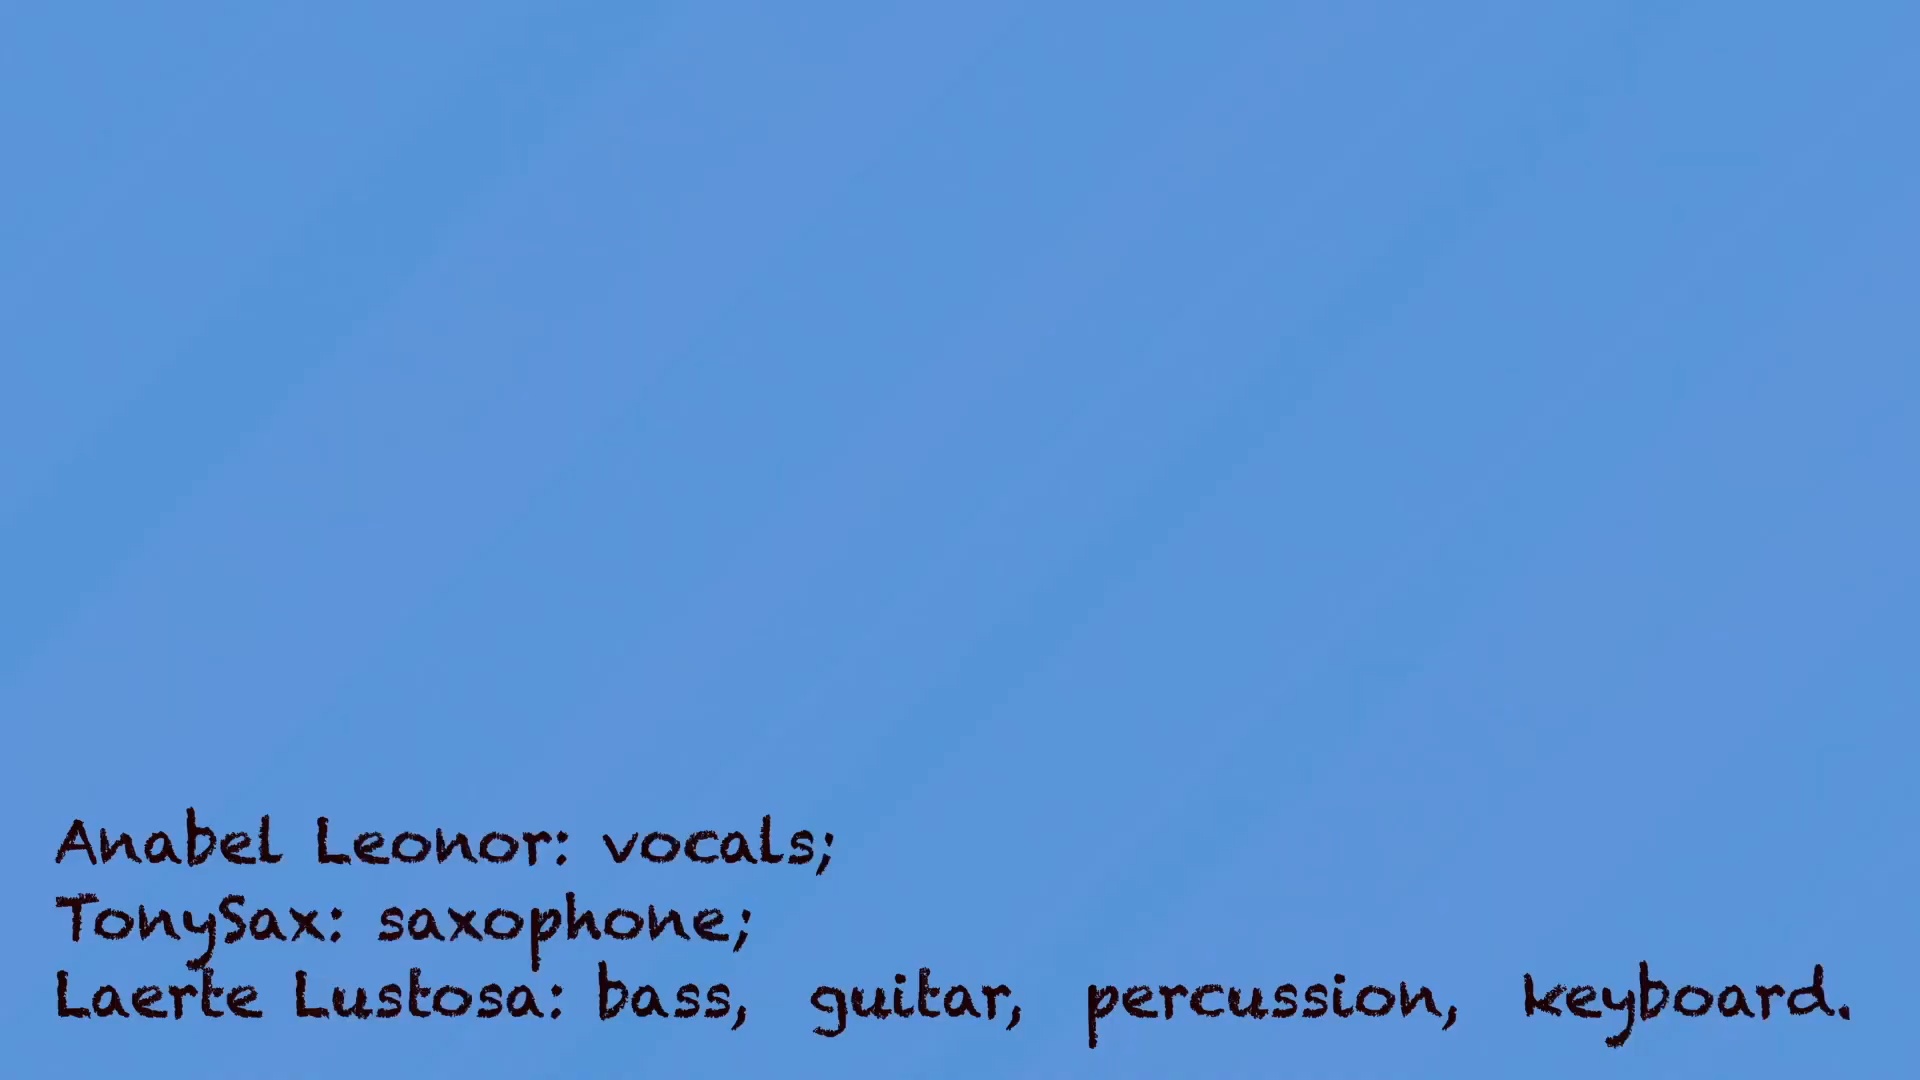 Anabel Leonor: vocals;
TonySax: saxophone;
Laerte Lustosa: bass, guitar, percussion, keyboard.